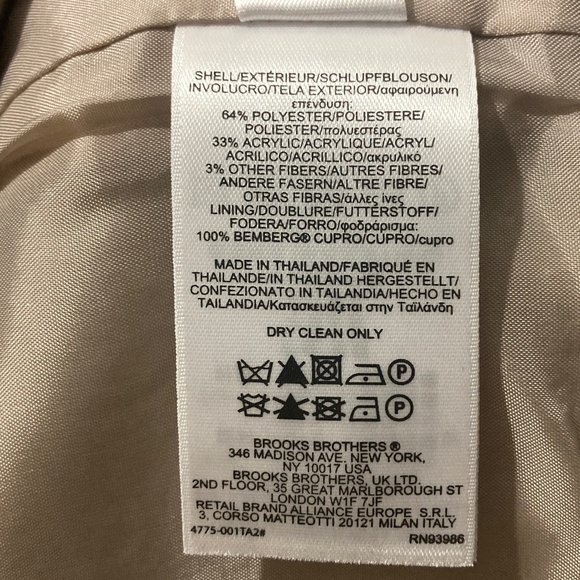 SHELL/EXTÉRIEUR/SCHLUPFBLOUSON/
INVOLUCRO/TELA EXTERIOR/αφαιρούμενη
επένδυση:
64% POLYESTER/POLIESTERE/
POLIESTER/πολυεστέρας
33% ACRYLIC/ACRYLIQUE/ACRYL/
ACRILICO/ACRILLICO/ακρυλικό
3% OTHER FIBERS/AUTRES FIBRES/
ANDERE FASERN/ALTRE FIBRE/
OTRAS FIBRAS/άλλες ίνες
LINING/DOUBLURE/FUTTERSTOFF/
FODERA/FORRO/φοδράρισμα:
100% BEMBERG® CUPRO/CUPRO/cupro
MADE IN THAILAND/FABRIQUÉ EN
THAILANDE/IN THAILAND HERGESTELLT/
CONFEZIONATO IN TAILANDIA/HECHO EN
TAILANDIA/Κατασκευάζεται στην Ταϊλάνδη
DRY CLEAN ONLY
P
P
BROOKS BROTHERS ®
346 MADISON AVE, NEW YORK,
NY 10017 USA
BROOKS BROTHERS, UK LTD.
2ND FLOOR, 35 GREAT MARLBOROUGH ST
LONDON W1F 7JF
RETAIL BRAND ALLIANCE EUROPE S.R.L.
3, CORSO MATTEOTTI 20121 MILAN ITALY
4775-001TA2# RN93986